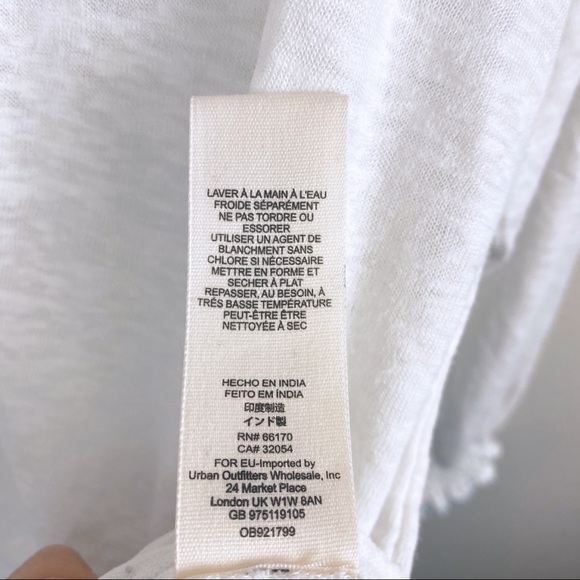 LAVER À LA MAIN À L'EAU
FROIDE SÉPARÉMENT
NE PAS TORDRE OU
ESSORER
UTILISER UN AGENT DE
BLANCHMENT SANS
CHLORE SI NÉCESSAIRE
METTRE EN FORME ET
SECHER À PLAT
REPASSER, AU BESOIN, À
TRÉS BASSE TEMPÉRATURE
PEUT-ÊTRE ÊTRE
NETTOYÉE À SEC
HECHO EN INDIA
FEITO EM ÍNDIA
印度制造
インド製
RN# 66170
CA# 32054
FOR EU-Imported by
Urban Outfitters Wholesale, Inc
24 Market Place
London UK W1W 8AN
GB 975119105
OB921799